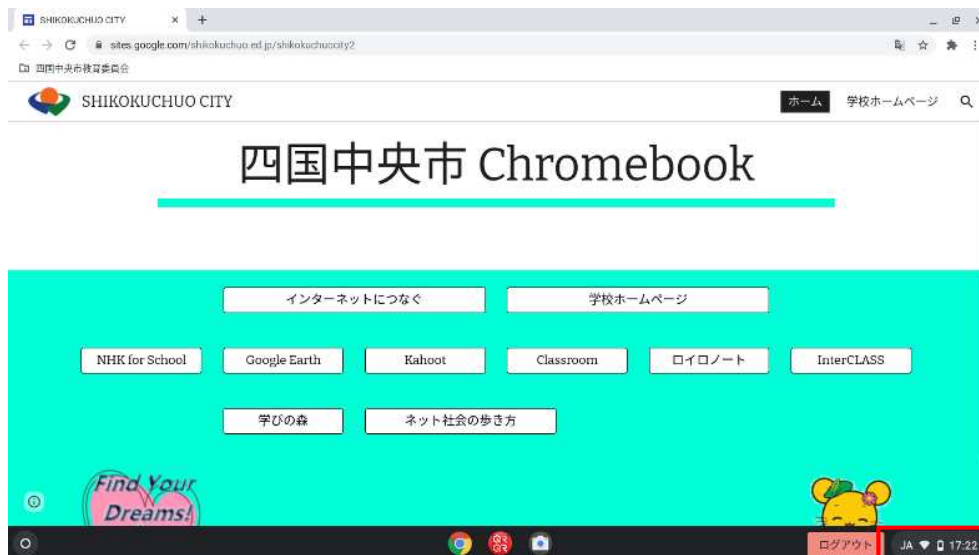 SHIKOKUCHUO CITY
sites.google.com/shikokuchuo.ed.jp/shikokuchuocity2
四国中央市教育委員会
SHIKOKUCHUO CITY
ホーム 学校ホームページ
四国中央市 Chromebook
インターネットにつなぐ 学校ホームページ
NHK for School Google Earth Kahoot Classroom ロイロノート InterCLASS
学びの森 ネット社会の歩き方
Find Your
Dreams!
ログアウト JA 17:22